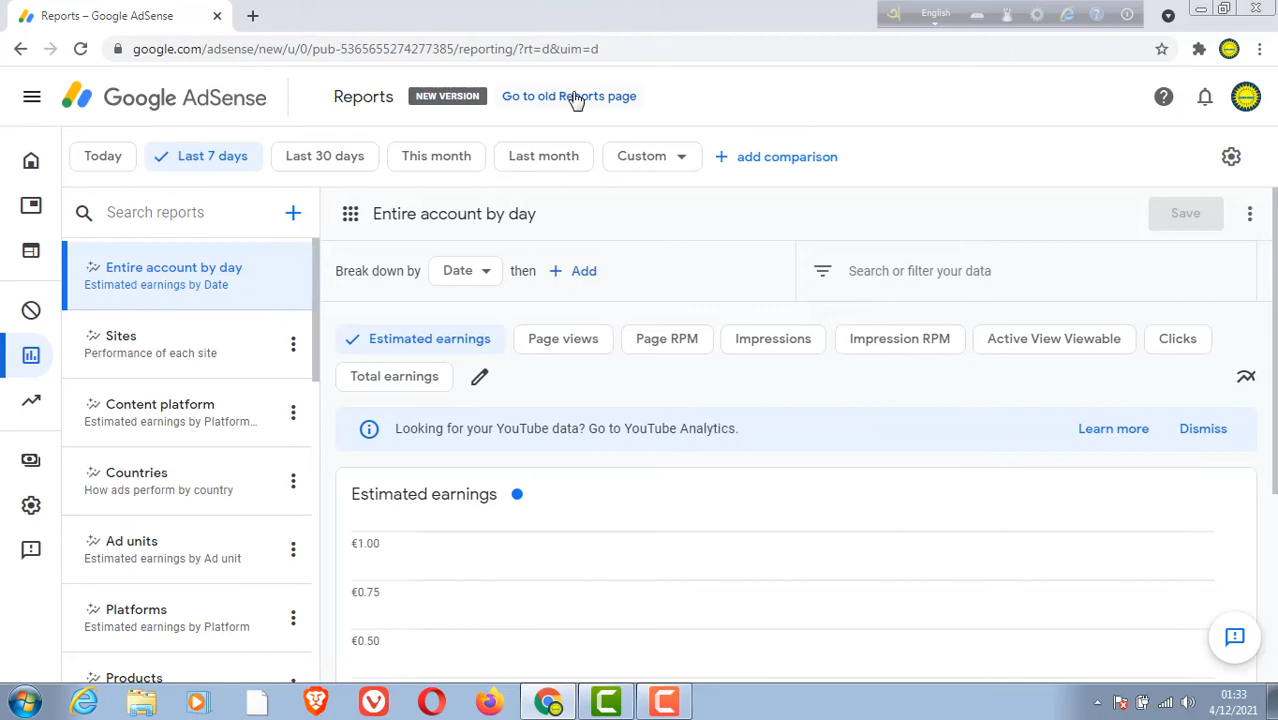 Reports – Google AdSense
English
google.com/adsense/new/u/0/pub-5365655274277385/reporting/?rt=d&uim=d
Google AdSense
Reports
NEW VERSION
Go to old Reports page
Today
Last 7 days
Last 30 days
This month
Last month
Custom
add comparison
Search reports
Entire account by day
Save
Entire account by day
Estimated earnings by Date
Break down by
Date
then
Add
Search or filter your data
Sites
Performance of each site
Estimated earnings
Page views
Page RPM
Impressions
Impression RPM
Active View Viewable
Clicks
Total earnings
Content platform
Estimated earnings by Platform...
Looking for your YouTube data? Go to YouTube Analytics.
Learn more
Dismiss
Countries
How ads perform by country
Estimated earnings
€1.00
Ad units
Estimated earnings by Ad unit
€0.75
Platforms
Estimated earnings by Platform
€0.50
Products
01:33
4/12/2021